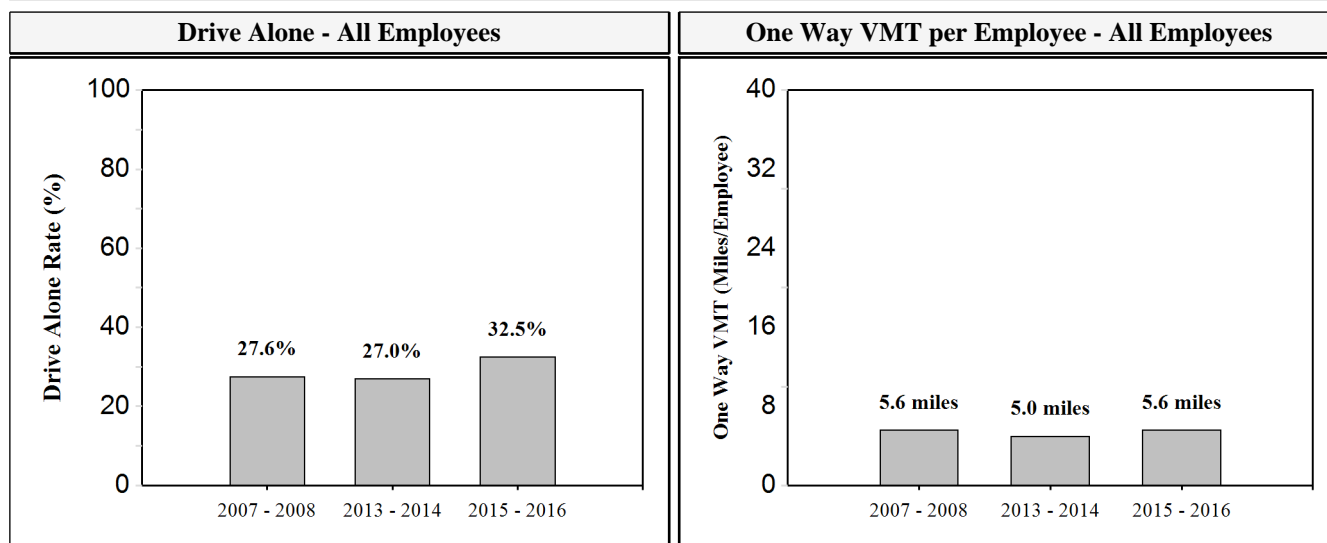 Drive Alone - All Employees
One Way VMT per Employee - All Employees
Drive Alone Rate (%)
100
80
60
40
20
0
27.6%
27.0%
32.5%
2007 - 2008
2013 - 2014
2015 - 2016
One Way VMT (Miles/Employee)
40
32
24
16
8
0
5.6 miles
5.0 miles
5.6 miles
2007 - 2008
2013 - 2014
2015 - 2016